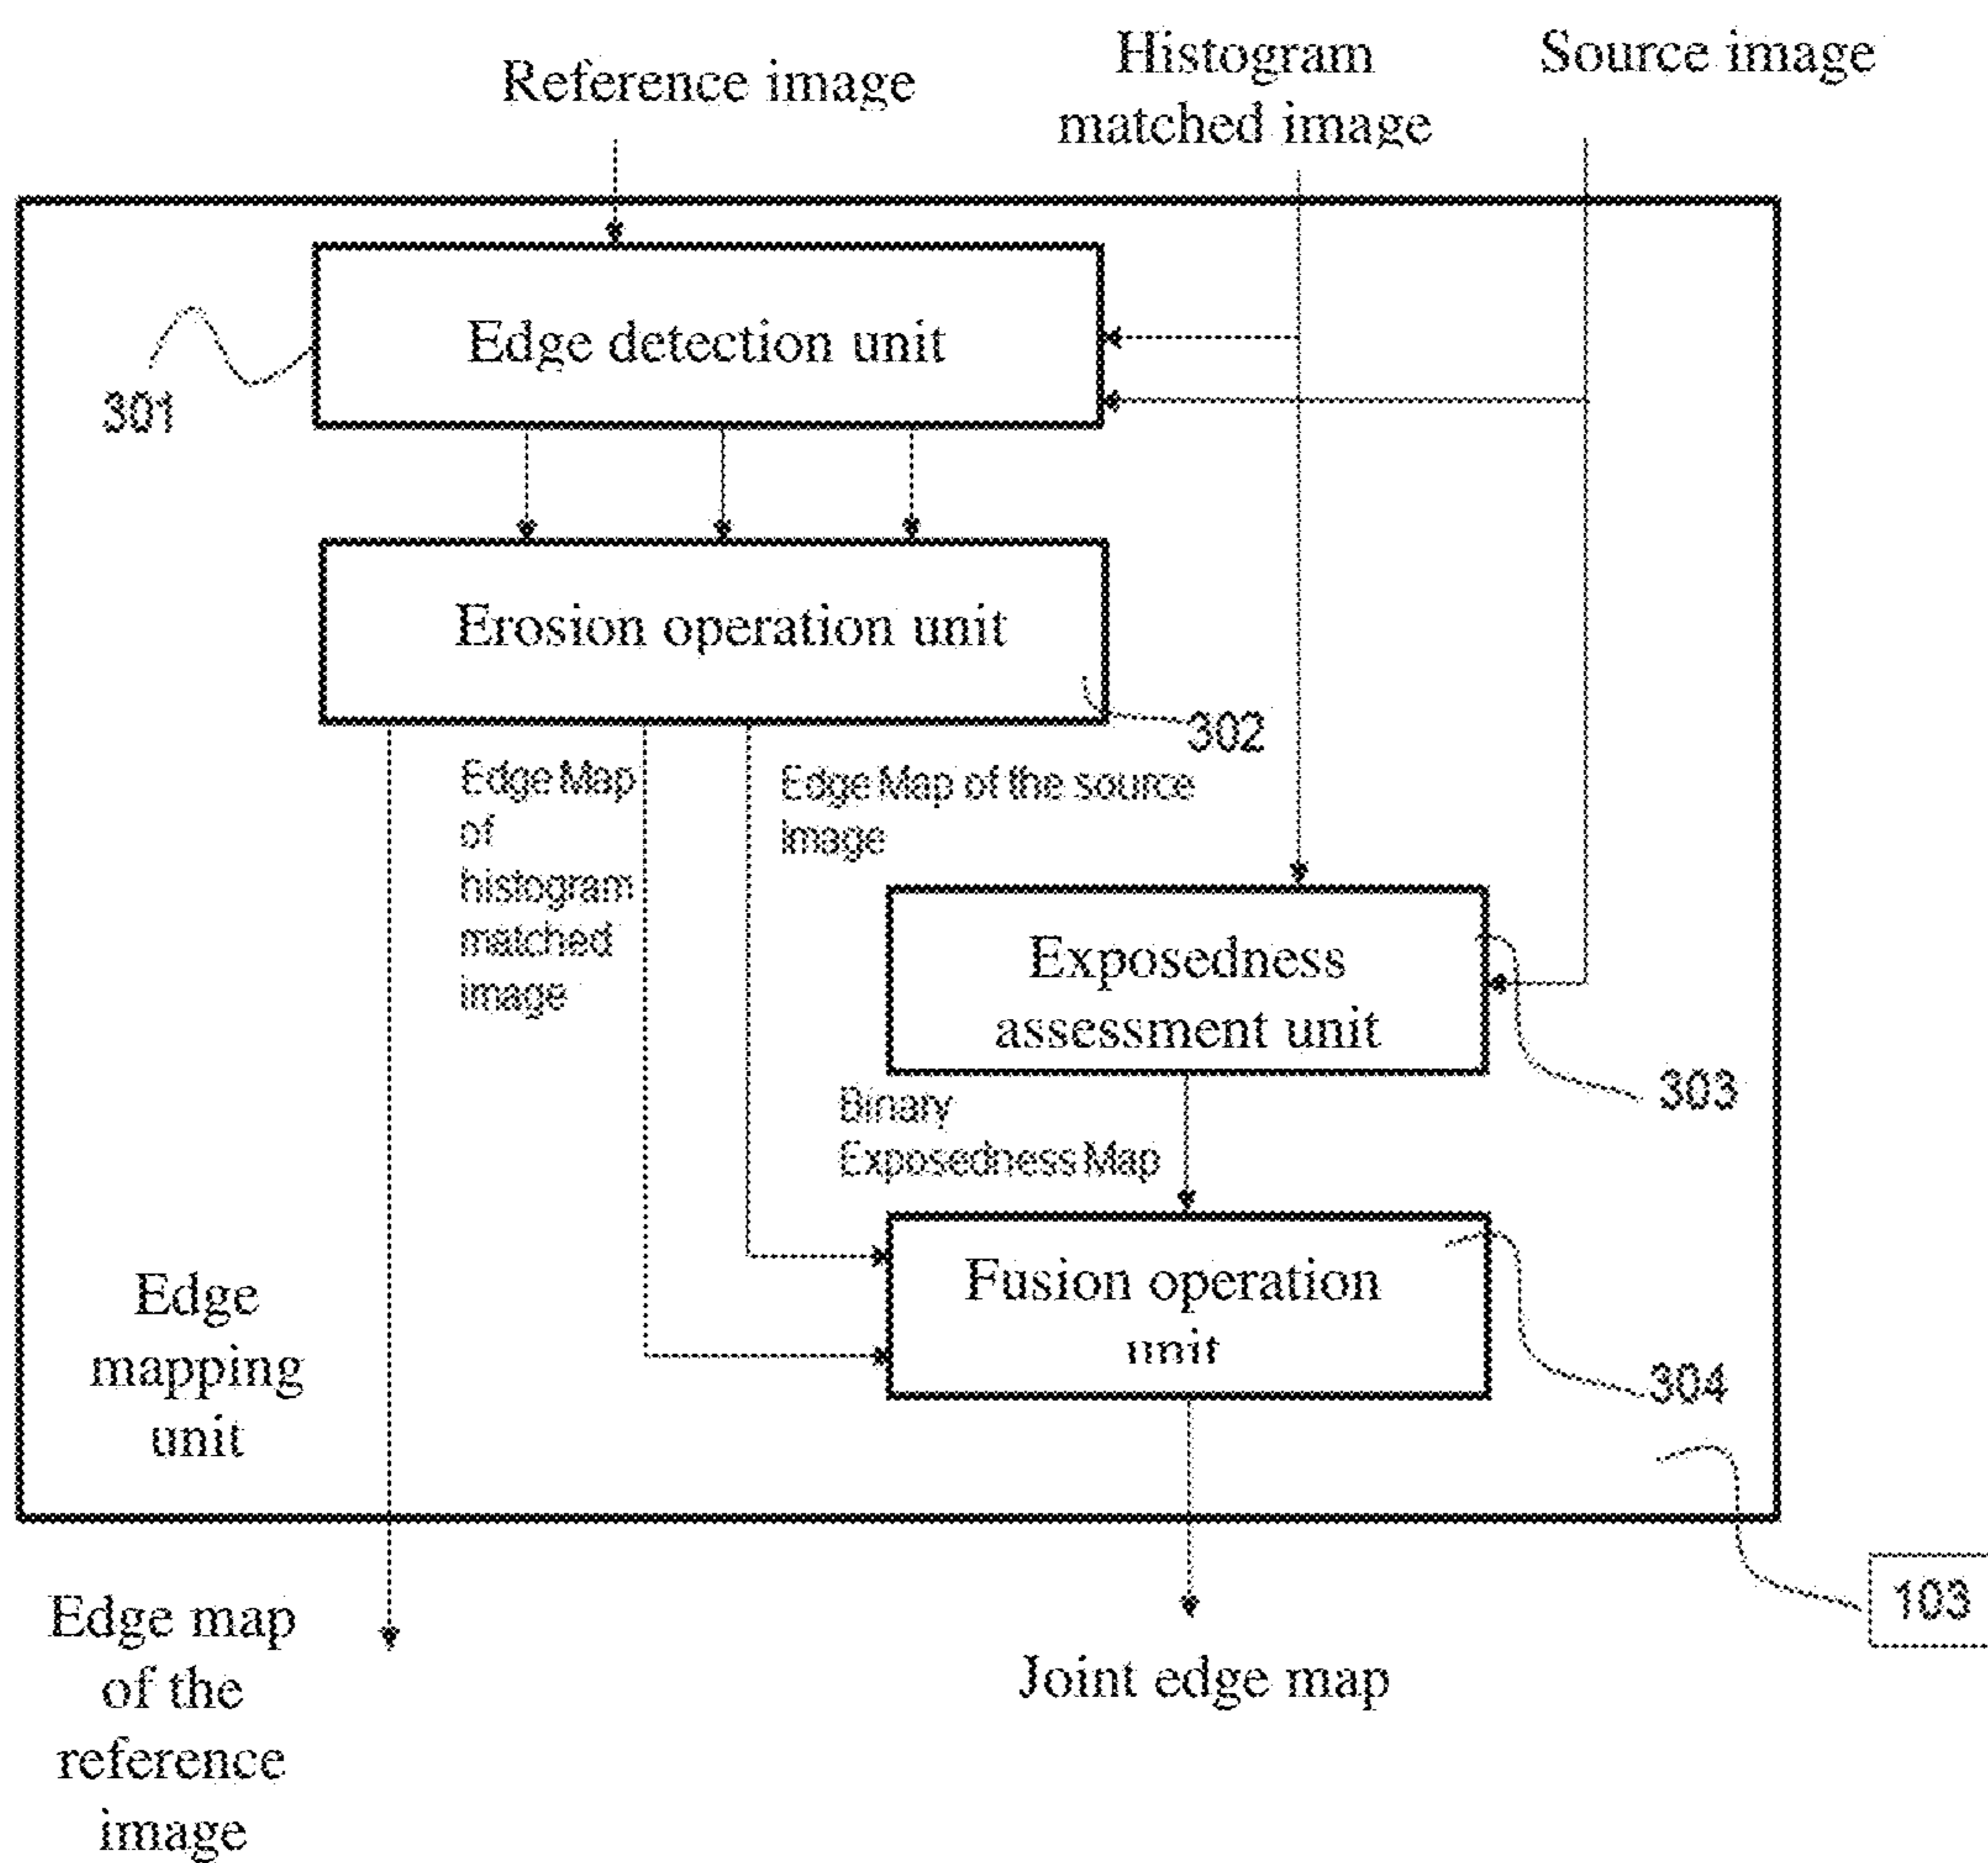 Reference image
Histogram
matched image
Source image
Edge detection unit
301
Erosion operation unit
302
Edge Map
of
histogram
matched
image
Edge Map of the source
image
Exposedness
assessment unit
303
Binary
Exposedness Map
Fusion operation
unit
304
Edge
mapping
unit
103
Edge map
of the
reference
image
Joint edge map